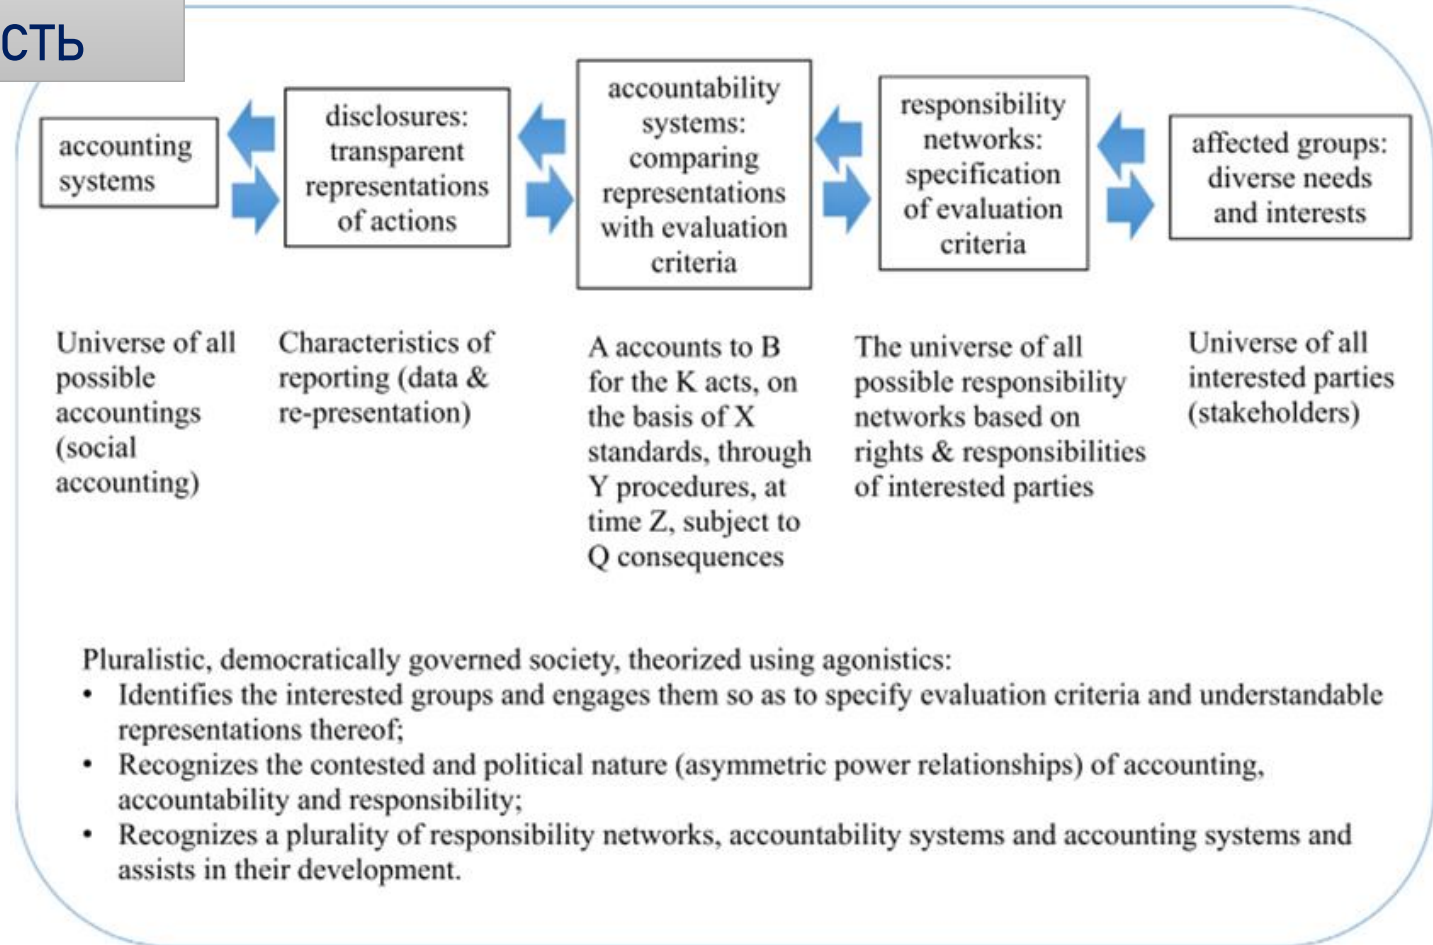 СТЬ
accounting
systems
disclosures:
transparent
representations
of actions
accountability
systems:
comparing
representations
with evaluation
criteria
responsibility
networks:
specification
of evaluation
criteria
affected groups:
diverse needs
and interests
Universe of all
possible
accountings
(social
accounting)
Characteristics of
reporting (data &
re-presentation)
A accounts to B
for the K acts, on
the basis of X
standards, through
Y procedures, at
time Z, subject to
Q consequences
The universe of all
possible responsibility
networks based on
rights & responsibilities
of interested parties
Universe of all
interested parties
(stakeholders)
Pluralistic, democratically governed society, theorized using agonistics:
• Identifies the interested groups and engages them so as to specify evaluation criteria and understandable
representations thereof;
• Recognizes the contested and political nature (asymmetric power relationships) of accounting,
accountability and responsibility;
• Recognizes a plurality of responsibility networks, accountability systems and accounting systems and
assists in their development.